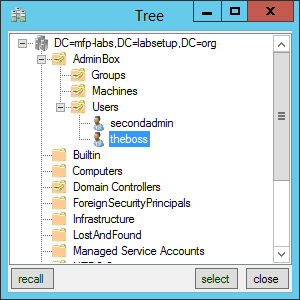 Tree
DC=mfp-labs,DC=labsetup,DC=org
AdminBox
Groups
Machines
Users
secondadmin
theboss
Builtin
Computers
Domain Controllers
ForeignSecurityPrincipals
Infrastructure
LostAndFound
Managed Service Accounts
recall
select
close